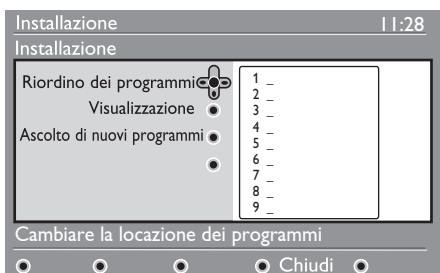 Installazione 11:28
Installazione
Riordino dei programmi
Visualizzazione
Ascolto di nuovi programmi
1 _
2 _
3 _
4 _
5 _
6 _
7 _
8 _
9 _
Cambiare la locazione dei programmi
Chiudi